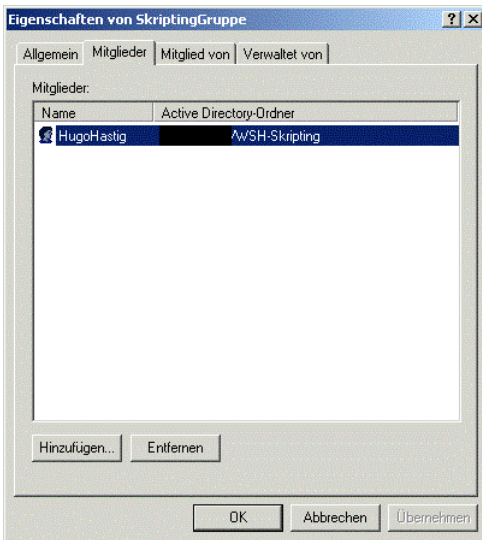 Eigenschaften von SkriptingGruppe
Allgemein Mitglieder Mitglied von Verwaltet von
Mitglieder:
Name Active Directory-Ordner
HugoHastig /WSH-Skripting
Hinzufügen... Entfernen
OK Abbrechen Übernehmen